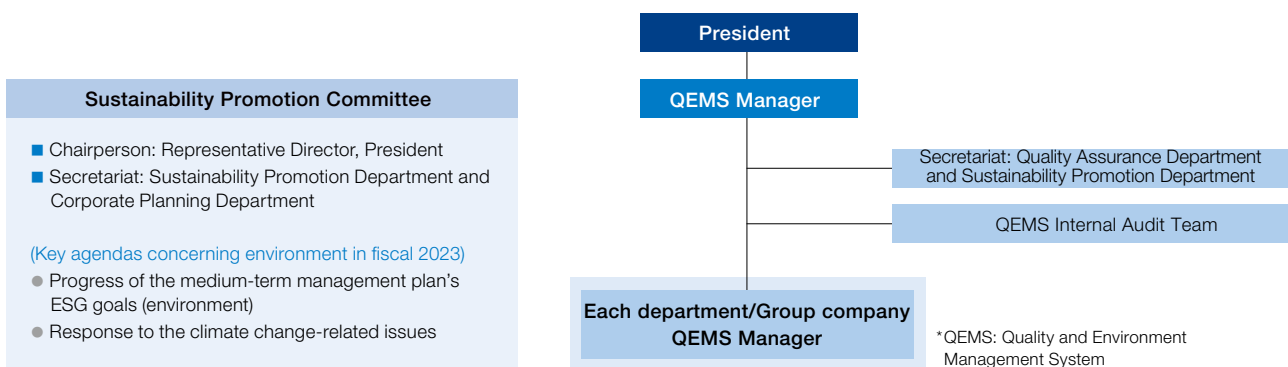 Sustainability Promotion Committee
■ Chairperson: Representative Director, President
■ Secretariat: Sustainability Promotion Department and
Corporate Planning Department
(Key agendas concerning environment in fiscal 2023)
● Progress of the medium-term management plan's
ESG goals (environment)
● Response to the climate change-related issues
President
QEMS Manager
Secretariat: Quality Assurance Department
and Sustainability Promotion Department
QEMS Internal Audit Team
Each department/Group company
QEMS Manager
*QEMS: Quality and Environment
Management System